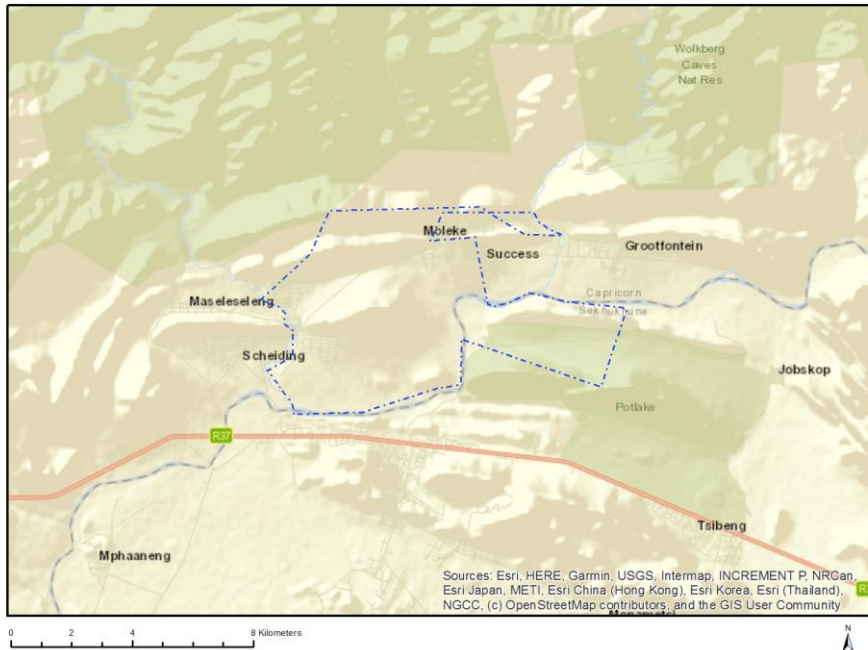 Wolkberg
Caves
Nat Res
Moleke
Success
Grootfontein
Maseleseleng
Capricorn
Sekhukhune
Scheiding
Jobskop
Potlake
R37
Tsibeng
Mphaaneng
Sources: Esri, HERE, Garmin, USGS, Intermap, INCREMENT P, NRCan,
Esri Japan, METI, Esri China (Hong Kong), Esri Korea, Esri (Thailand),
NGCC, (c) OpenStreetMap contributors, and the GIS User Community
0 2 4 8 Kilometers
N